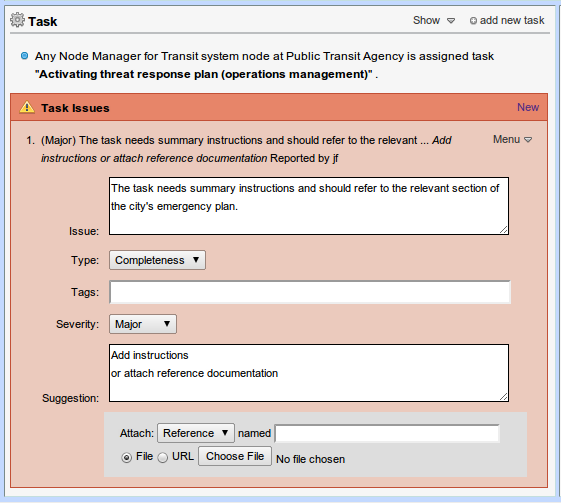 Task
Show
add new task
Any Node Manager for Transit system node at Public Transit Agency is assigned task
"Activating threat response plan (operations management)" .
Task Issues
New
1. (Major) The task needs summary instructions and should refer to the relevant ... Add
instructions or attach reference documentation Reported by jf
Menu
The task needs summary instructions and should refer to the relevant section of
the city's emergency plan.
Issue:
Type: Completeness
Tags:
Severity: Major
Add instructions
or attach reference documentation
Suggestion:
Attach: Reference named
File URL Choose File No file chosen